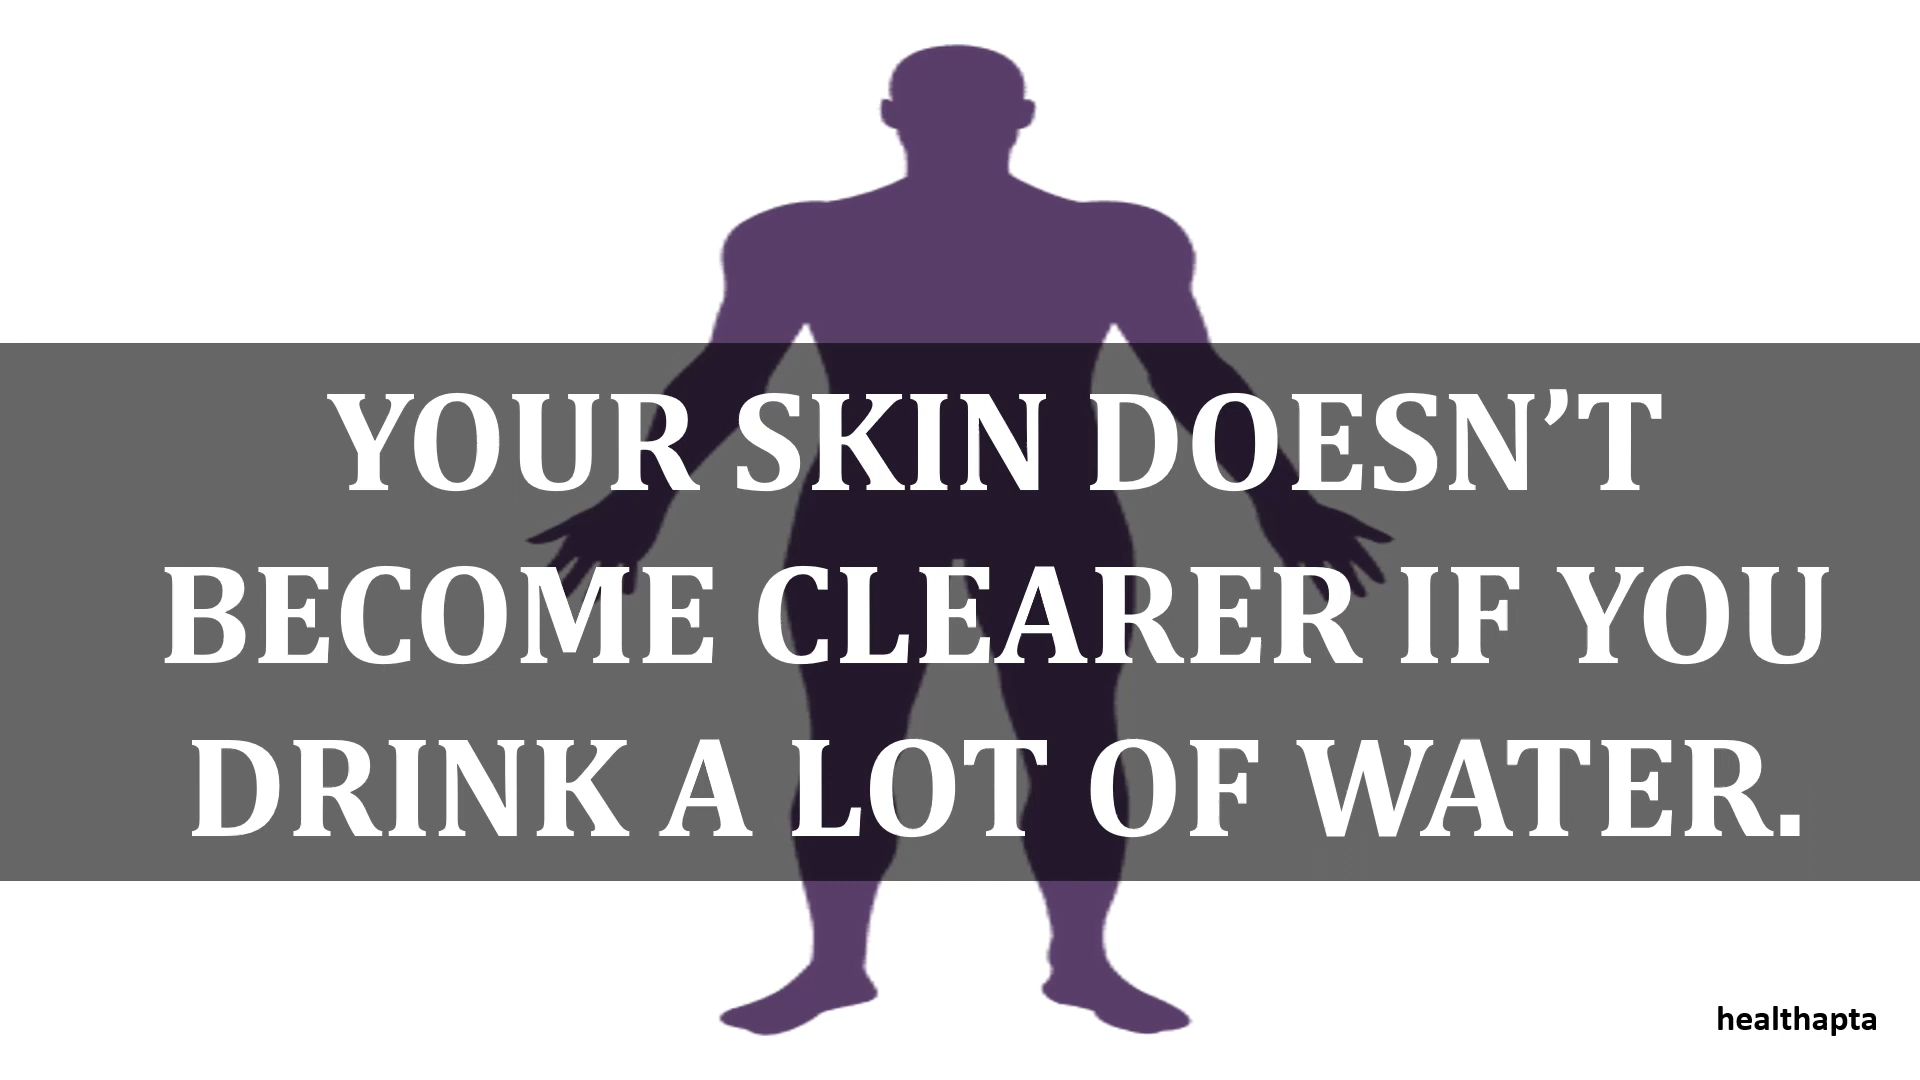 YOUR SKIN DOESN’T
BECOME CLEARER IF YOU
DRINK A LOT OF WATER.
healthapta